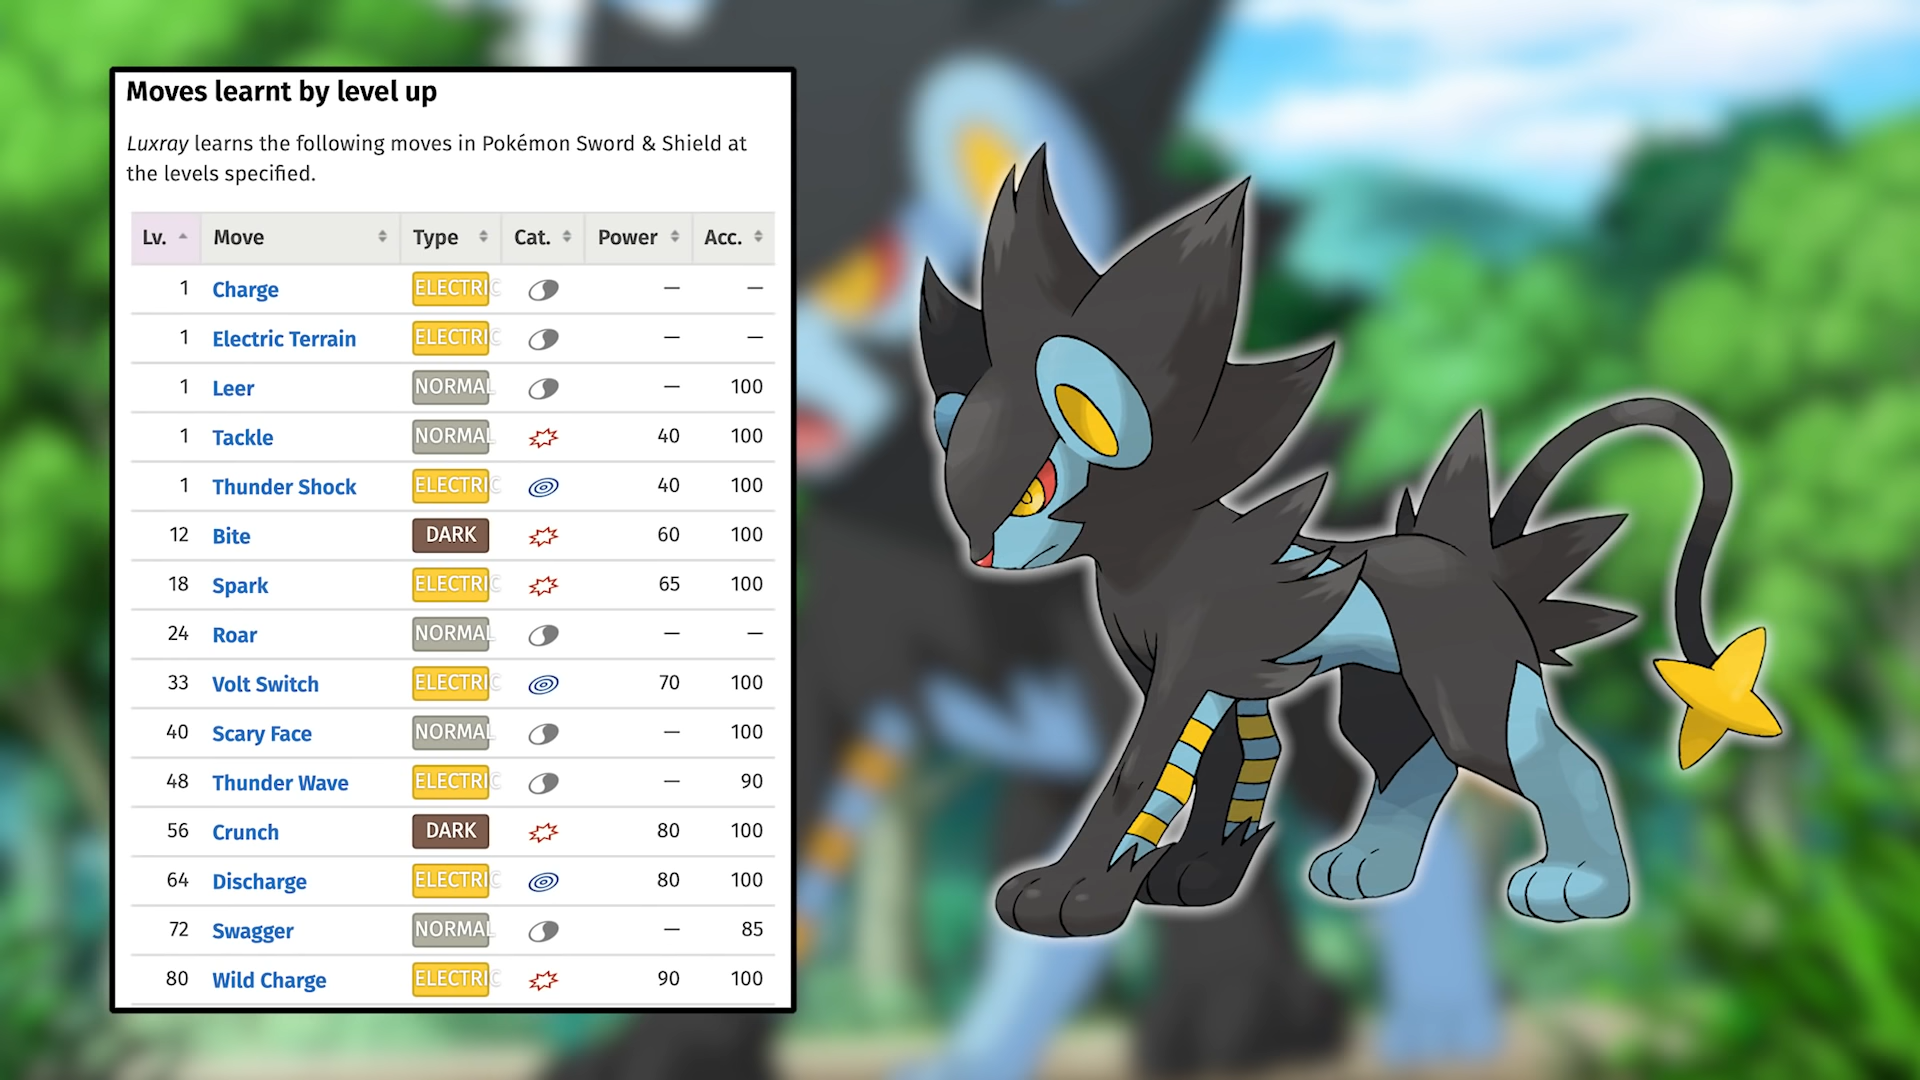 Moves learnt by level up
Luxray learns the following moves in Pokémon Sword & Shield at
the levels specified.
Lv. Move Type Cat. Power Acc.
1 Charge ELECTRIC — —
1 Electric Terrain ELECTRIC — —
1 Leer NORMAL — 100
1 Tackle NORMAL 40 100
1 Thunder Shock ELECTRIC 40 100
12 Bite DARK 60 100
18 Spark ELECTRIC 65 100
24 Roar NORMAL — —
33 Volt Switch ELECTRIC 70 100
40 Scary Face NORMAL — 100
48 Thunder Wave ELECTRIC — 90
56 Crunch DARK 80 100
64 Discharge ELECTRIC 80 100
72 Swagger NORMAL — 85
80 Wild Charge ELECTRIC 90 100